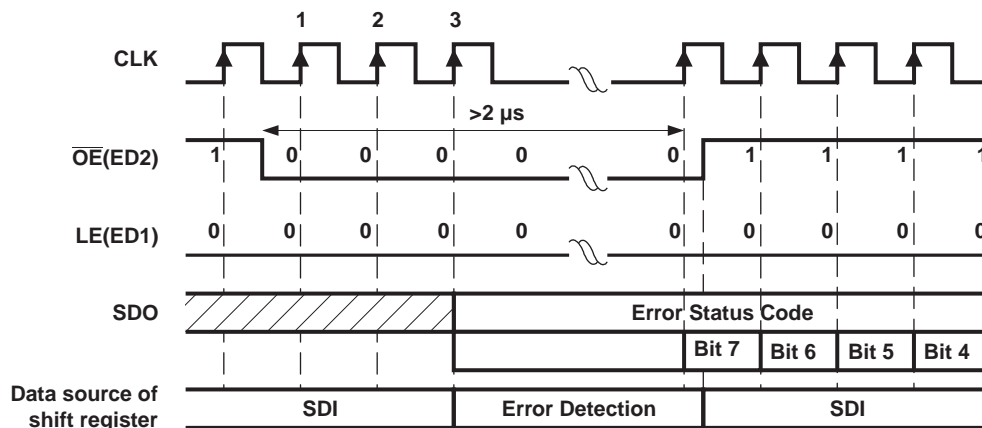 1 2 3
CLK
>2 µs
OE(ED2) 1 0 0 0 0 0 1 1 1 1
LE(ED1) 0 0 0 0 0 0 0 0 0 0
SDO Error Status Code
Bit 7 Bit 6 Bit 5 Bit 4
Data source of
shift register SDI Error Detection SDI